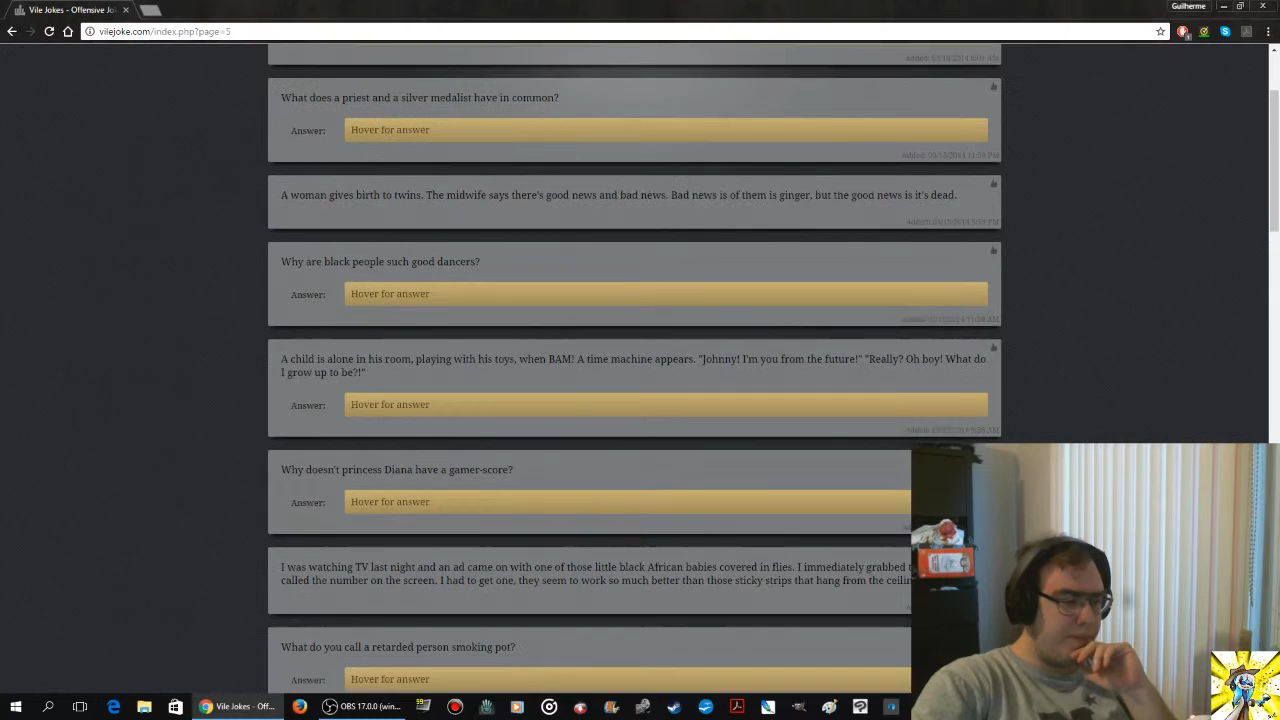 Vile Jokes - Offensive Jo
Guilherme
vilejoke.com/index.php?page=5
What does a priest and a silver medalist have in common?
Answer:
Hover for answer
A woman gives birth to twins. The midwife says there's good news and bad news. Bad news is of them is ginger, but the good news is it's dead.
Why are black people such good dancers?
Answer:
Hover for answer
A child is alone in his room, playing with his toys, when BAM! A time machine appears. "Johnny! I'm you from the future!" "Really? Oh boy! What do
I grow up to be?!"
Answer:
Hover for answer
Why doesn't princess Diana have a gamer-score?
Answer:
Hover for answer
I was watching TV last night and an ad came on with one of those little black African babies covered in flies. I immediately grabbed
called the number on the screen. I had to get one, they seem to work so much better than those sticky strips that hang from the
What do you call a retarded person smoking pot?
Answer:
Hover for answer
Vile Jokes - Off...
OBS 17.0.0 (win...